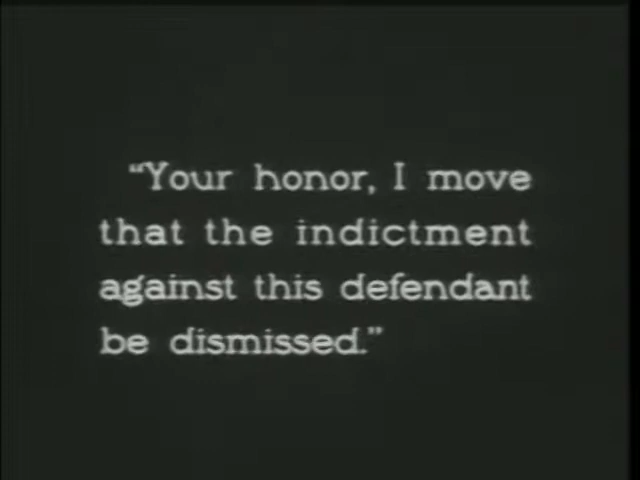 “Your honor, I move
that the indictment
against this defendant
be dismissed.”